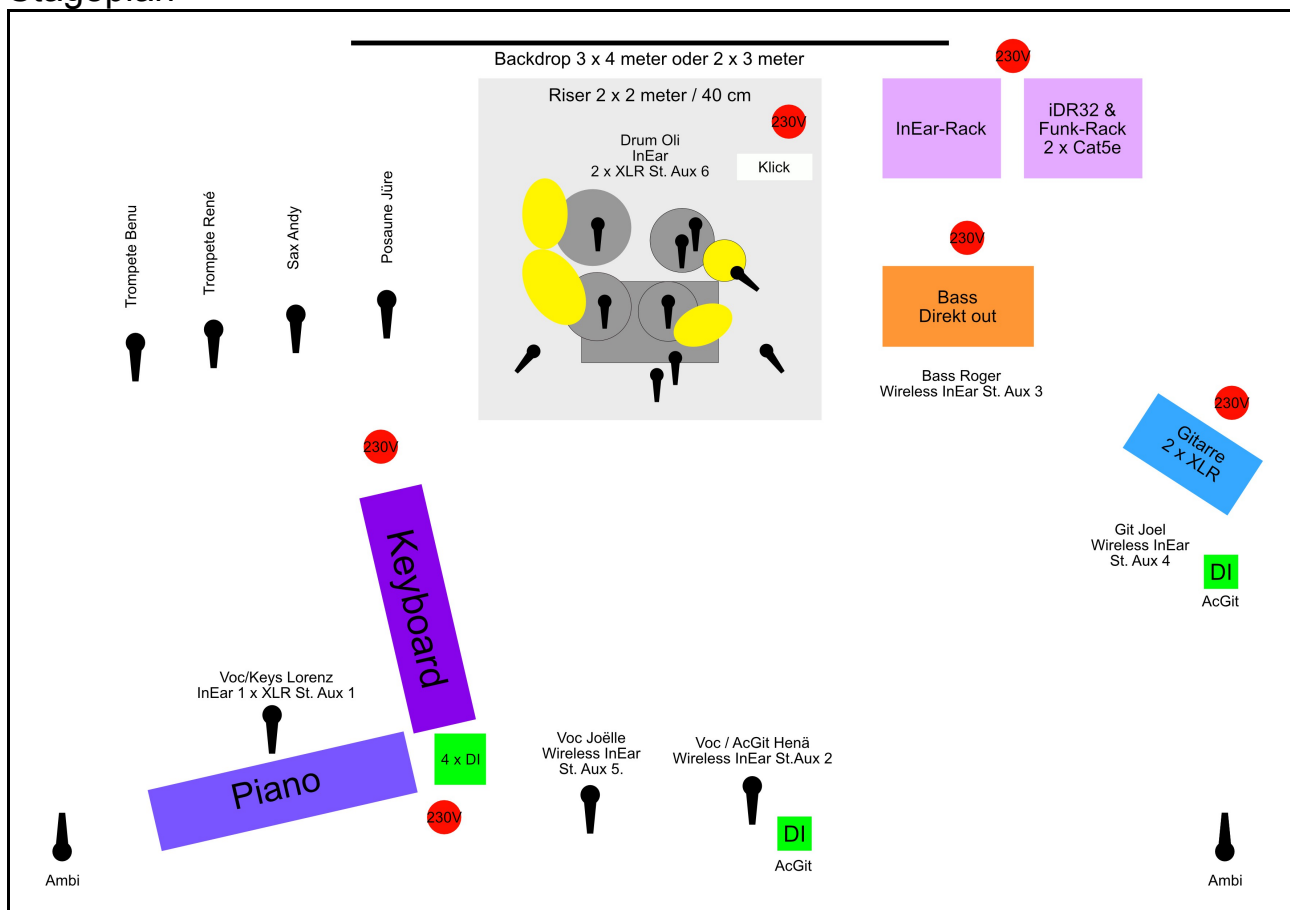 Stageplan
Backdrop 3 x 4 meter oder 2 x 3 meter
230V
Riser 2 x 2 meter / 40 cm
230V
Drum Oli
InEar
2 x XLR St. Aux 6
Klick
InEar-Rack
iDR32 &
Funk-Rack
2 x Cat5e
Trompete Benu
Trompete René
Sax Andy
Posaune Jüre
230V
Bass
Direkt out
Bass Roger
Wireless InEar St. Aux 3
230V
Gitarre
2 x XLR
Git Joel
Wireless InEar
St. Aux 4
DI
AcGit
230V
Keyboard
Voc/Keys Lorenz
InEar 1 x XLR St. Aux 1
Piano
4 x DI
230V
Voc Joëlle
Wireless InEar
St. Aux 5.
Voc / AcGit Henä
Wireless InEar St.Aux 2
DI
AcGit
Ambi
Ambi